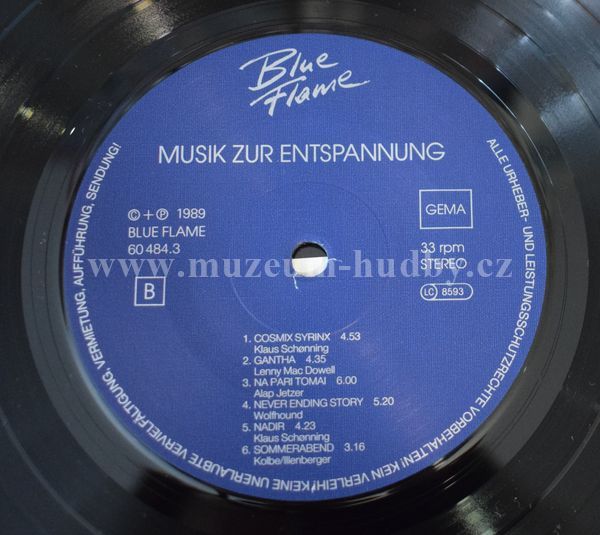 Blue
Flame
MUSIK ZUR ENTSPANNUNG
© + ℗ 1989
BLUE FLAME
60 484.3
B
GEMA
33 rpm
STEREO
LC 8593
www.muzeum-hudby.cz
1. COSMIX SYRINX 4.53
Klaus Schønning
2. GANTHA 4.35
Lenny Mac Dowell
3. NA PARI TOMAI 6.00
Alap Jetzer
4. NEVER ENDING STORY 5.20
Wolfhound
5. NADIR 4.23
Klaus Schønning
6. SOMMERABEND 3.16
Kolbe/Illenberger
ALLE URHEBER- UND LEISTUNGSSCHUTZRECHTE VORBEHALTEN! KEIN VERLEIH! KEINE UNERLAUBTE VERVIELFÄLTIGUNG, VERMIETUNG, AUFFÜHRUNG, SENDUNG!